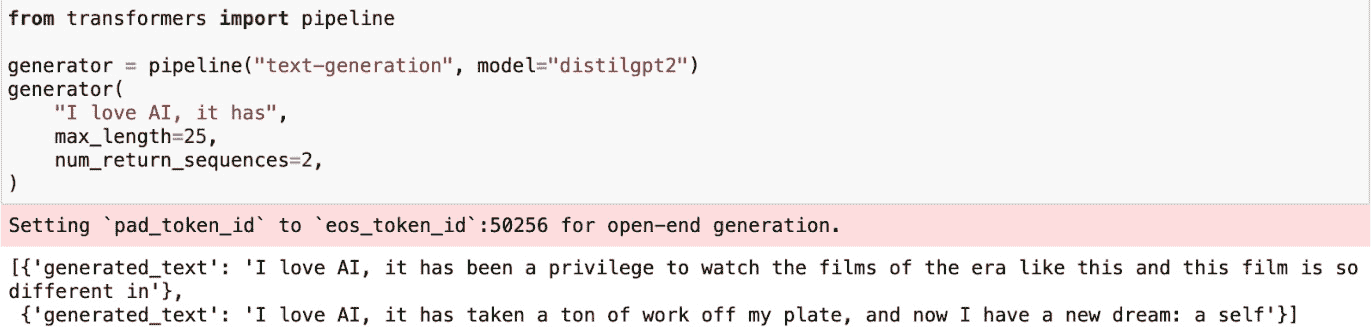 from transformers import pipeline
generator = pipeline("text-generation", model="distilgpt2")
generator(
    "I love AI, it has",
    max_length=25,
    num_return_sequences=2,
)
Setting `pad_token_id` to `eos_token_id`:50256 for open-end generation.
[{'generated_text': 'I love AI, it has been a privilege to watch the films of the era like this and this film is so
different in'},
 {'generated_text': 'I love AI, it has taken a ton of work off my plate, and now I have a new dream: a self'}]